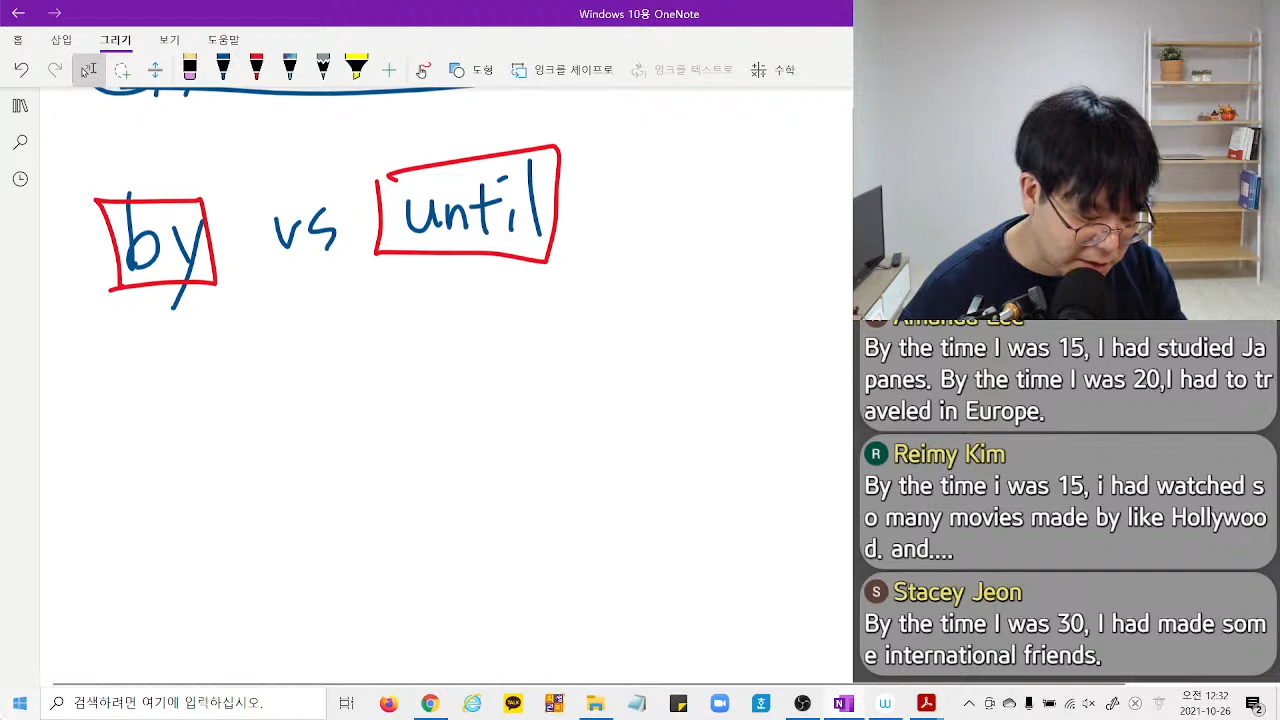 Windows 10용 OneNote
홈 삽입 그리기 보기 도움말
도형 잉크를 셰이프로 잉크를 텍스트로 수학
by vs until
Amanda Lee
By the time I was 15, I had studied Ja
panes. By the time I was 20,I had to tr
aveled in Europe.
R Reimy Kim
By the time i was 15, i had watched s
o many movies made by like Hollywoo
d. and....
S Stacey Jeon
By the time I was 30, I had made som
e international friends.
검색하려면 여기에 입력하십시오.
TALK
오전 7:32
2021-10-26